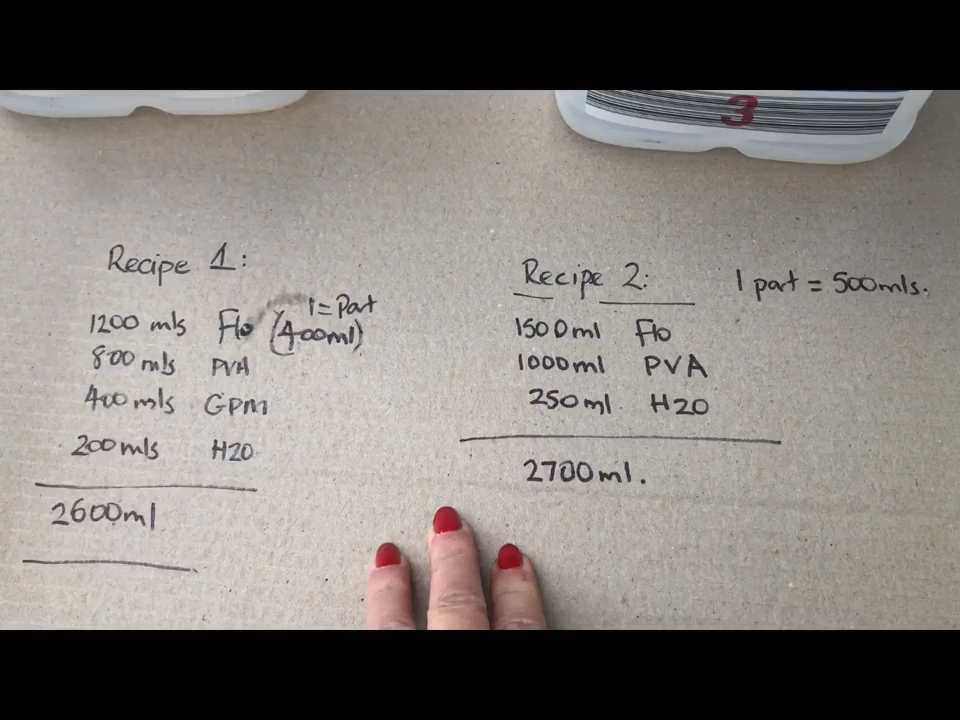 3
Recipe 1:
1200 mls Flo 1 = Part (400ml)
800 mls PVA
400 mls GPM
200 mls H20
2600ml
Recipe 2: 1 part = 500mls.
1500ml Flo
1000ml PVA
250ml H20
2700ml.